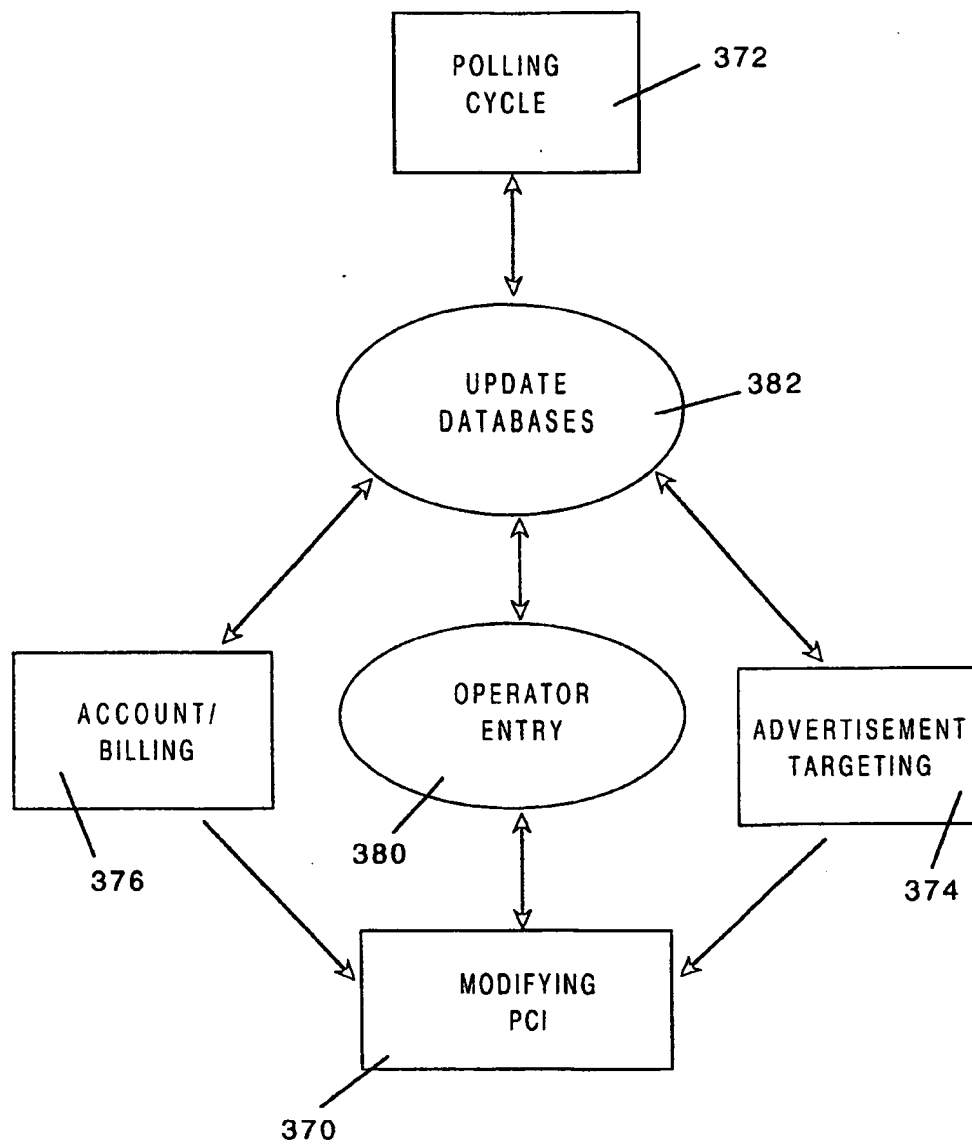 POLLING
CYCLE
372
UPDATE
DATABASES
382
ACCOUNT/
BILLING
376
OPERATOR
ENTRY
380
ADVERTISEMENT
TARGETING
374
MODIFYING
PCI
370